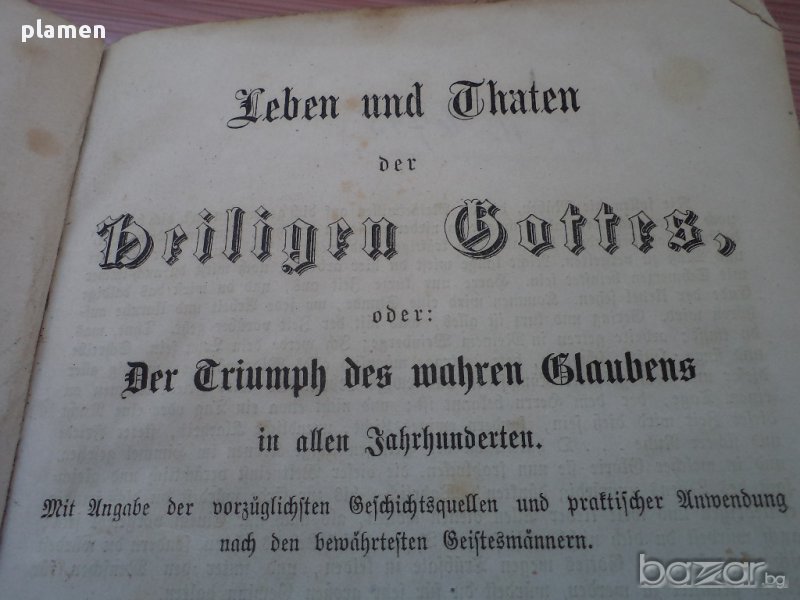 plamen
Leben und Thaten
der
Heiligen Gottes,
oder:
Der Triumph des wahren Glaubens
in allen Jahrhunderten.
Mit Angabe der vorzüglichsten Geschichtsquellen und praktischer Anwendung
nach den bewährtesten Geistesmännern.
bazar.bg